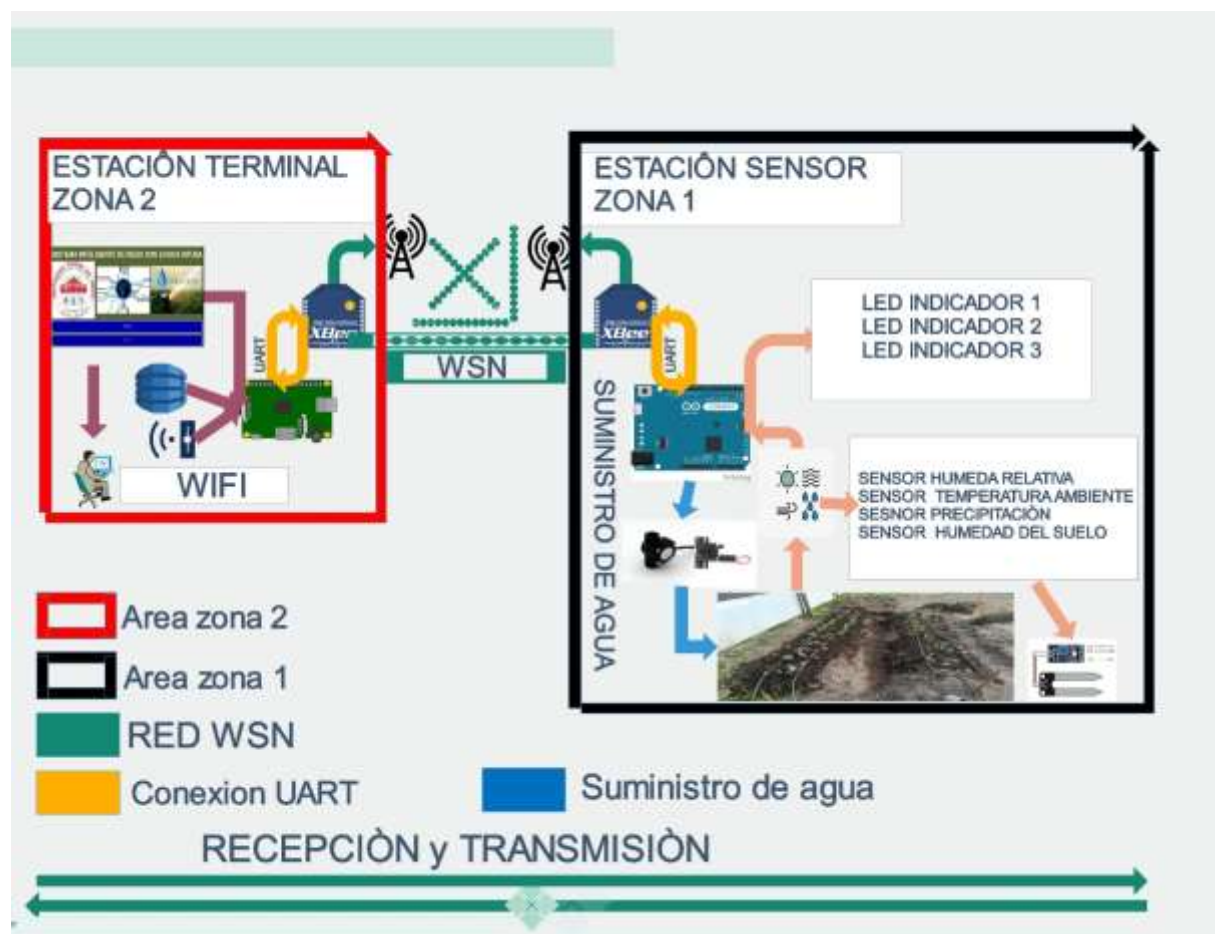 ESTACIÔN TERMINAL
ZONA 2
ESTACIÔN SENSOR
ZONA 1
UART
XBee
WSN
XBee
UART
WIFI
LED INDICADOR 1
LED INDICADOR 2
LED INDICADOR 3
SUMINISTRO DE AGUA
SENSOR HUMEDA RELATIVA
SENSOR TEMPERATURA AMBIENTE
SESNOR PRECIPITACIÒN
SENSOR HUMEDAD DEL SUELO
Area zona 2
Area zona 1
RED WSN
Conexion UART
Suministro de agua
RECEPCIÒN y TRANSMISIÒN